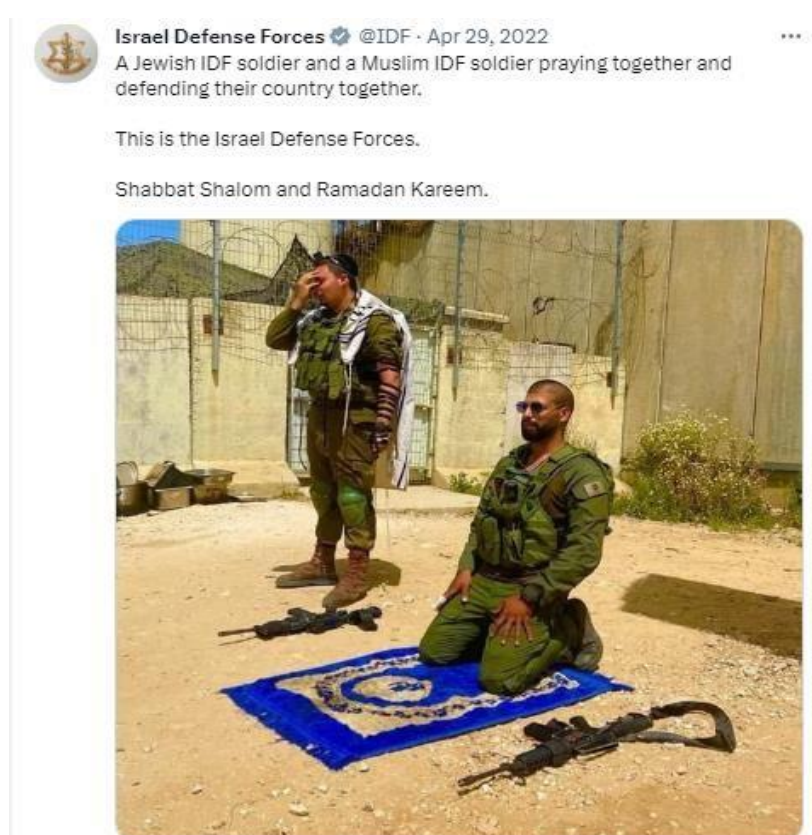 Israel Defense Forces @IDF · Apr 29, 2022
A Jewish IDF soldier and a Muslim IDF soldier praying together and
defending their country together.
This is the Israel Defense Forces.
Shabbat Shalom and Ramadan Kareem.